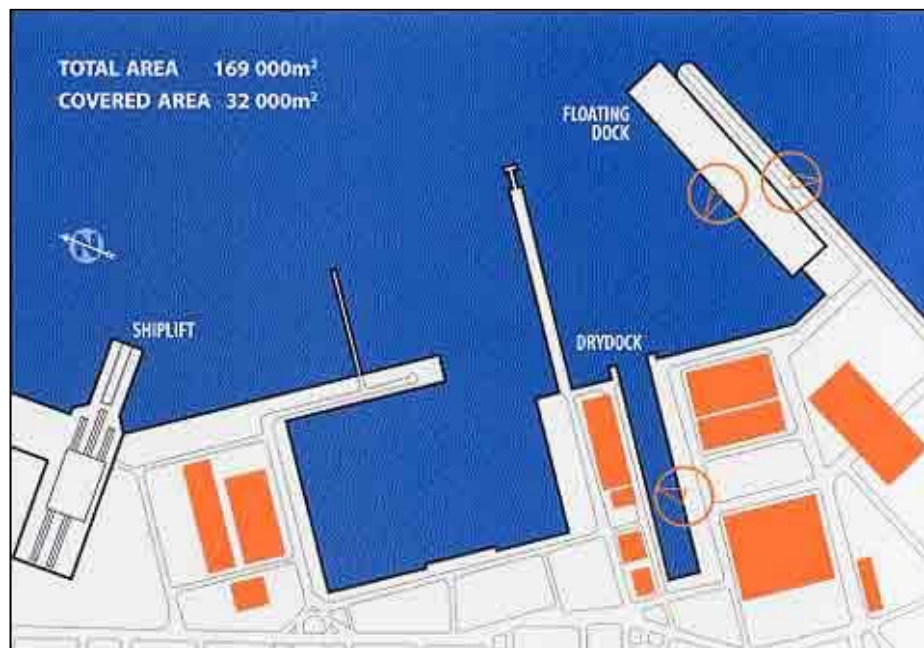 TOTAL AREA 169 000m²
COVERED AREA 32 000m²
FLOATING
DOCK
N
SHIPLIFT
DRYDOCK